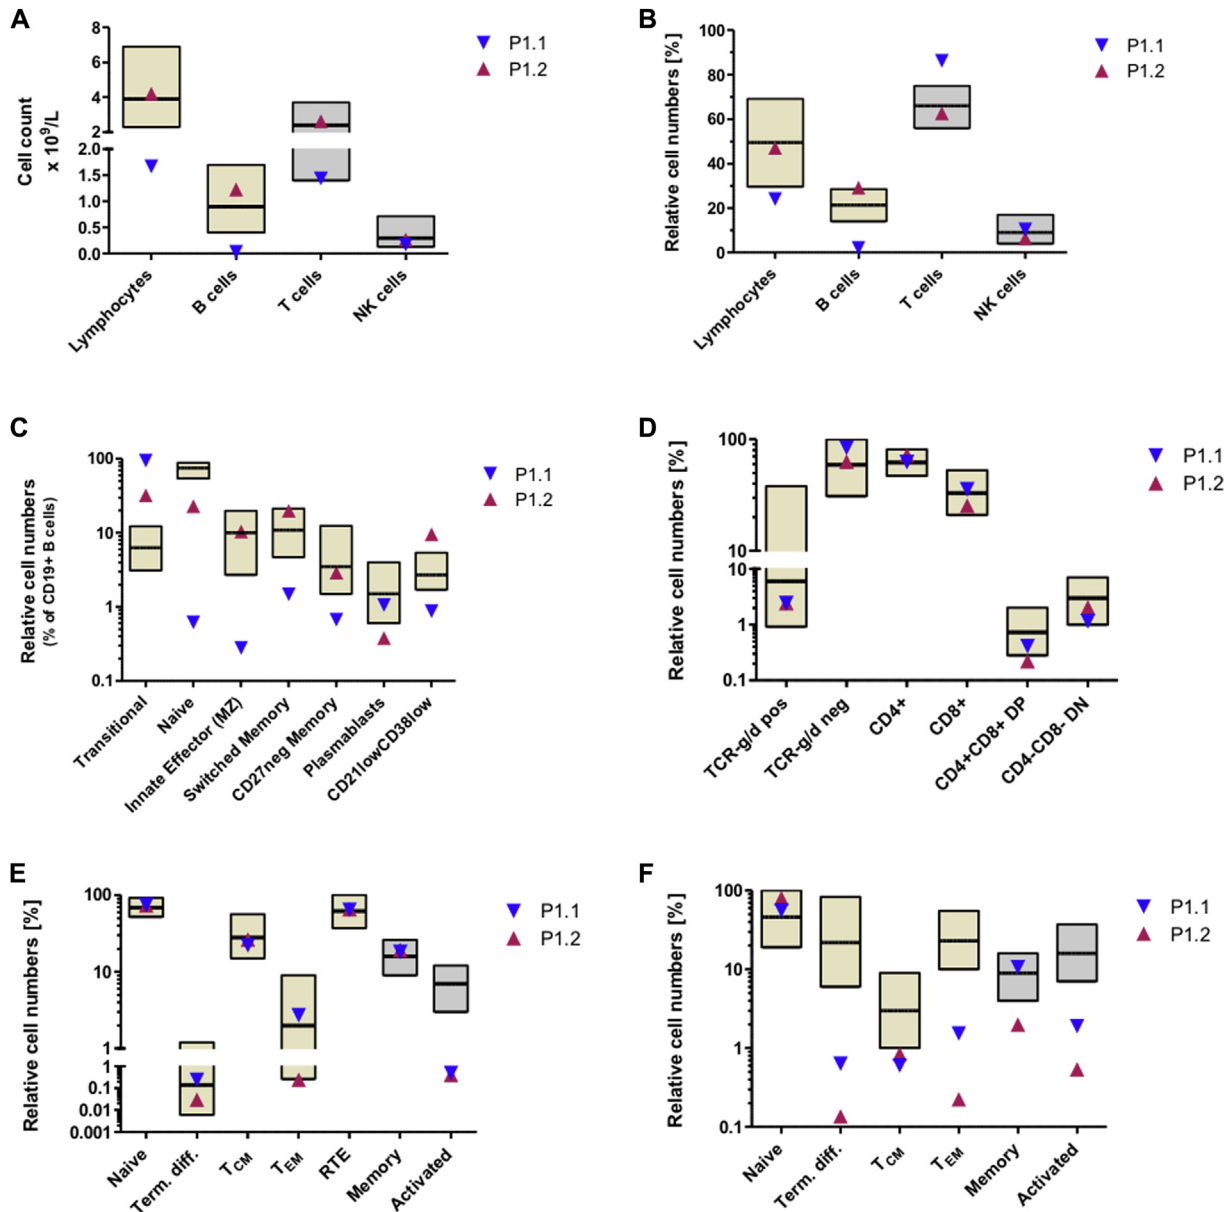 A
Cell count
x 10⁹/L
8
6
4
2
2.0
1.5
1.0
0.5
0.0
Lymphocytes
B cells
T cells
NK cells
P1.1
P1.2
B
Relative cell numbers [%]
100
80
60
40
20
0
Lymphocytes
B cells
T cells
NK cells
P1.1
P1.2
C
Relative cell numbers
(% of CD19+ B cells)
100
10
1
0.1
Transitional
Naive
Innate Effector (MZ)
Switched Memory
CD27neg Memory
Plasmablasts
CD21lowCD38low
P1.1
P1.2
D
Relative cell numbers [%]
100
10
10
1
0.1
TCR-g/d pos
TCR-g/d neg
CD4+
CD8+
CD4+CD8+ DP
CD4-CD8- DN
P1.1
P1.2
E
Relative cell numbers [%]
100
10
1
1
0.1
0.01
0.001
Naive
Term. diff.
TCM
TEM
RTE
Memory
Activated
P1.1
P1.2
F
Relative cell numbers [%]
100
10
1
0.1
Naive
Term. diff.
TCM
TEM
Memory
Activated
P1.1
P1.2